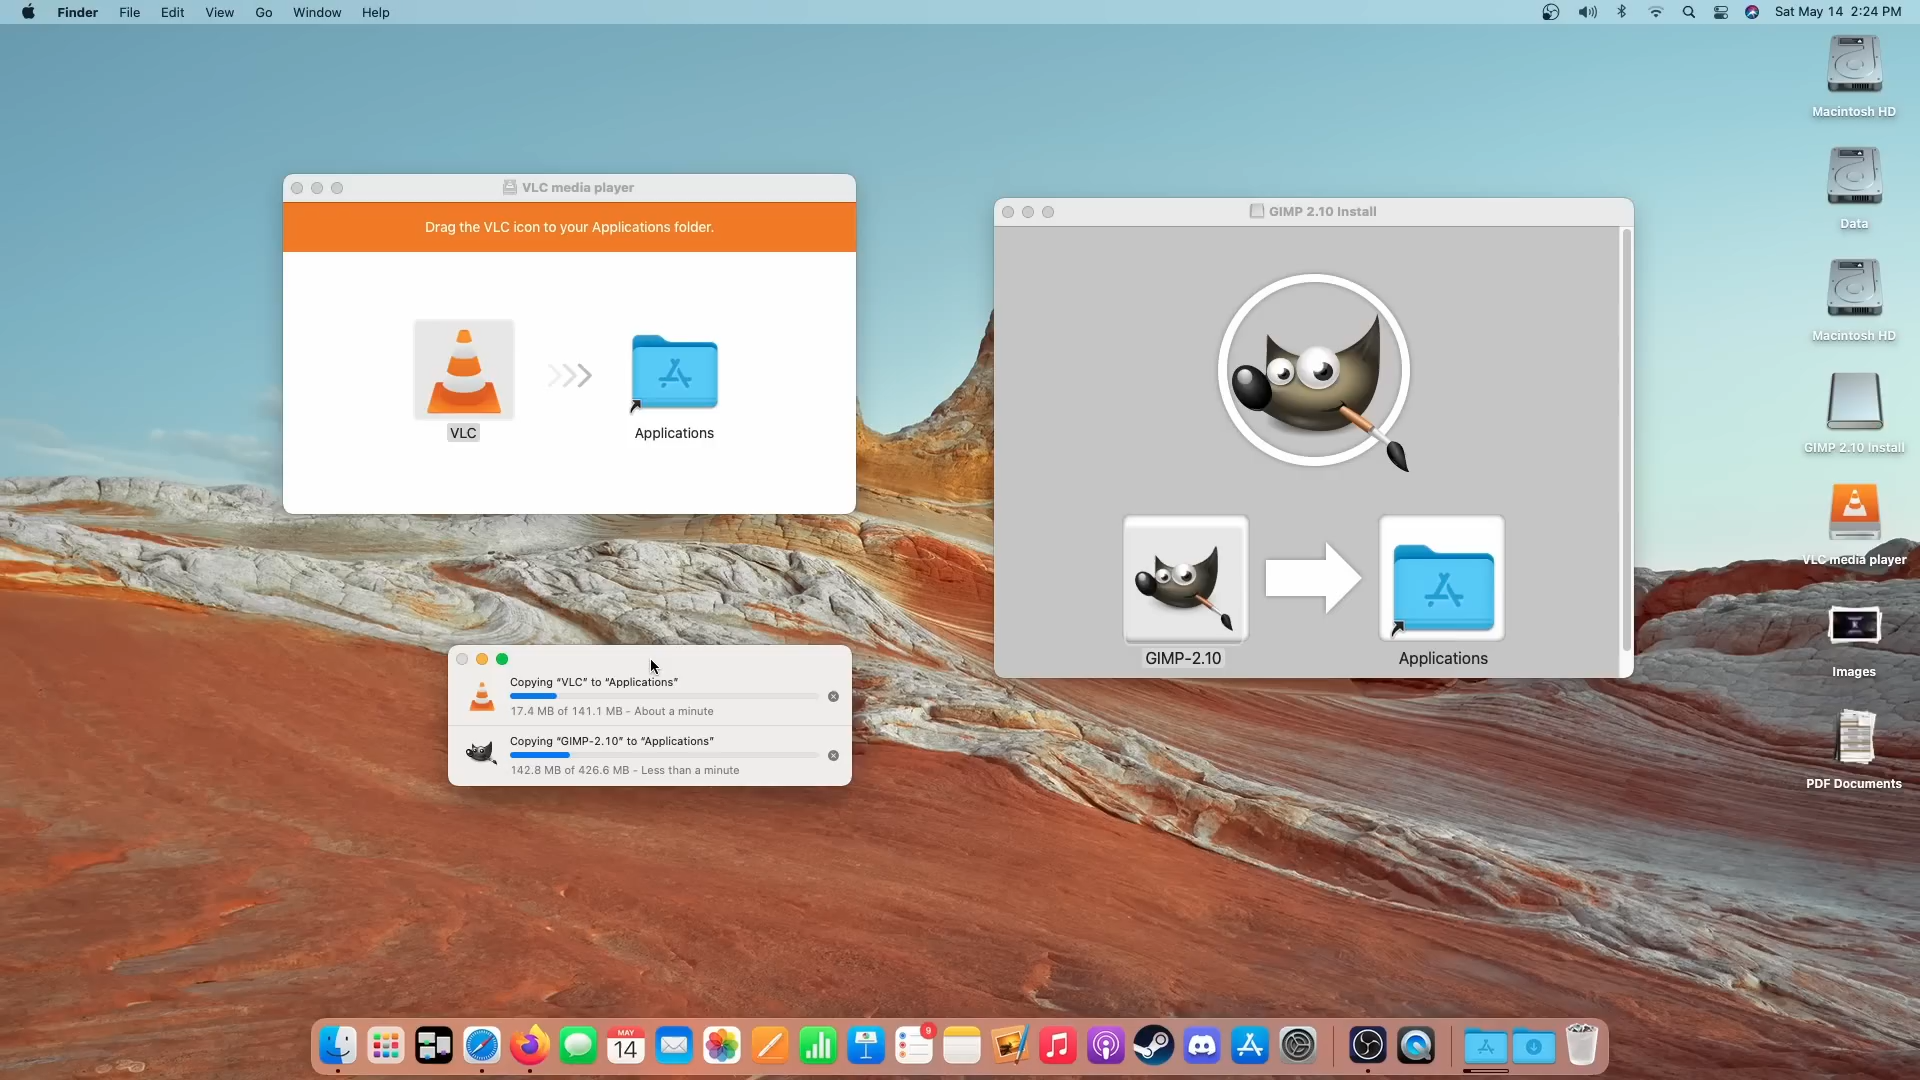 Finder File Edit View Go Window Help
Sat May 14 2:24 PM
Macintosh HD
Data
Macintosh HD
GIMP 2.10 Install
VLC media player
Images
PDF Documents
VLC media player
Drag the VLC icon to your Applications folder.
VLC
Applications
GIMP 2.10 Install
GIMP-2.10
Applications
Copying “VLC” to “Applications”
17.4 MB of 141.1 MB - About a minute
Copying “GIMP-2.10” to “Applications”
142.8 MB of 426.6 MB - Less than a minute
MAY
14
9